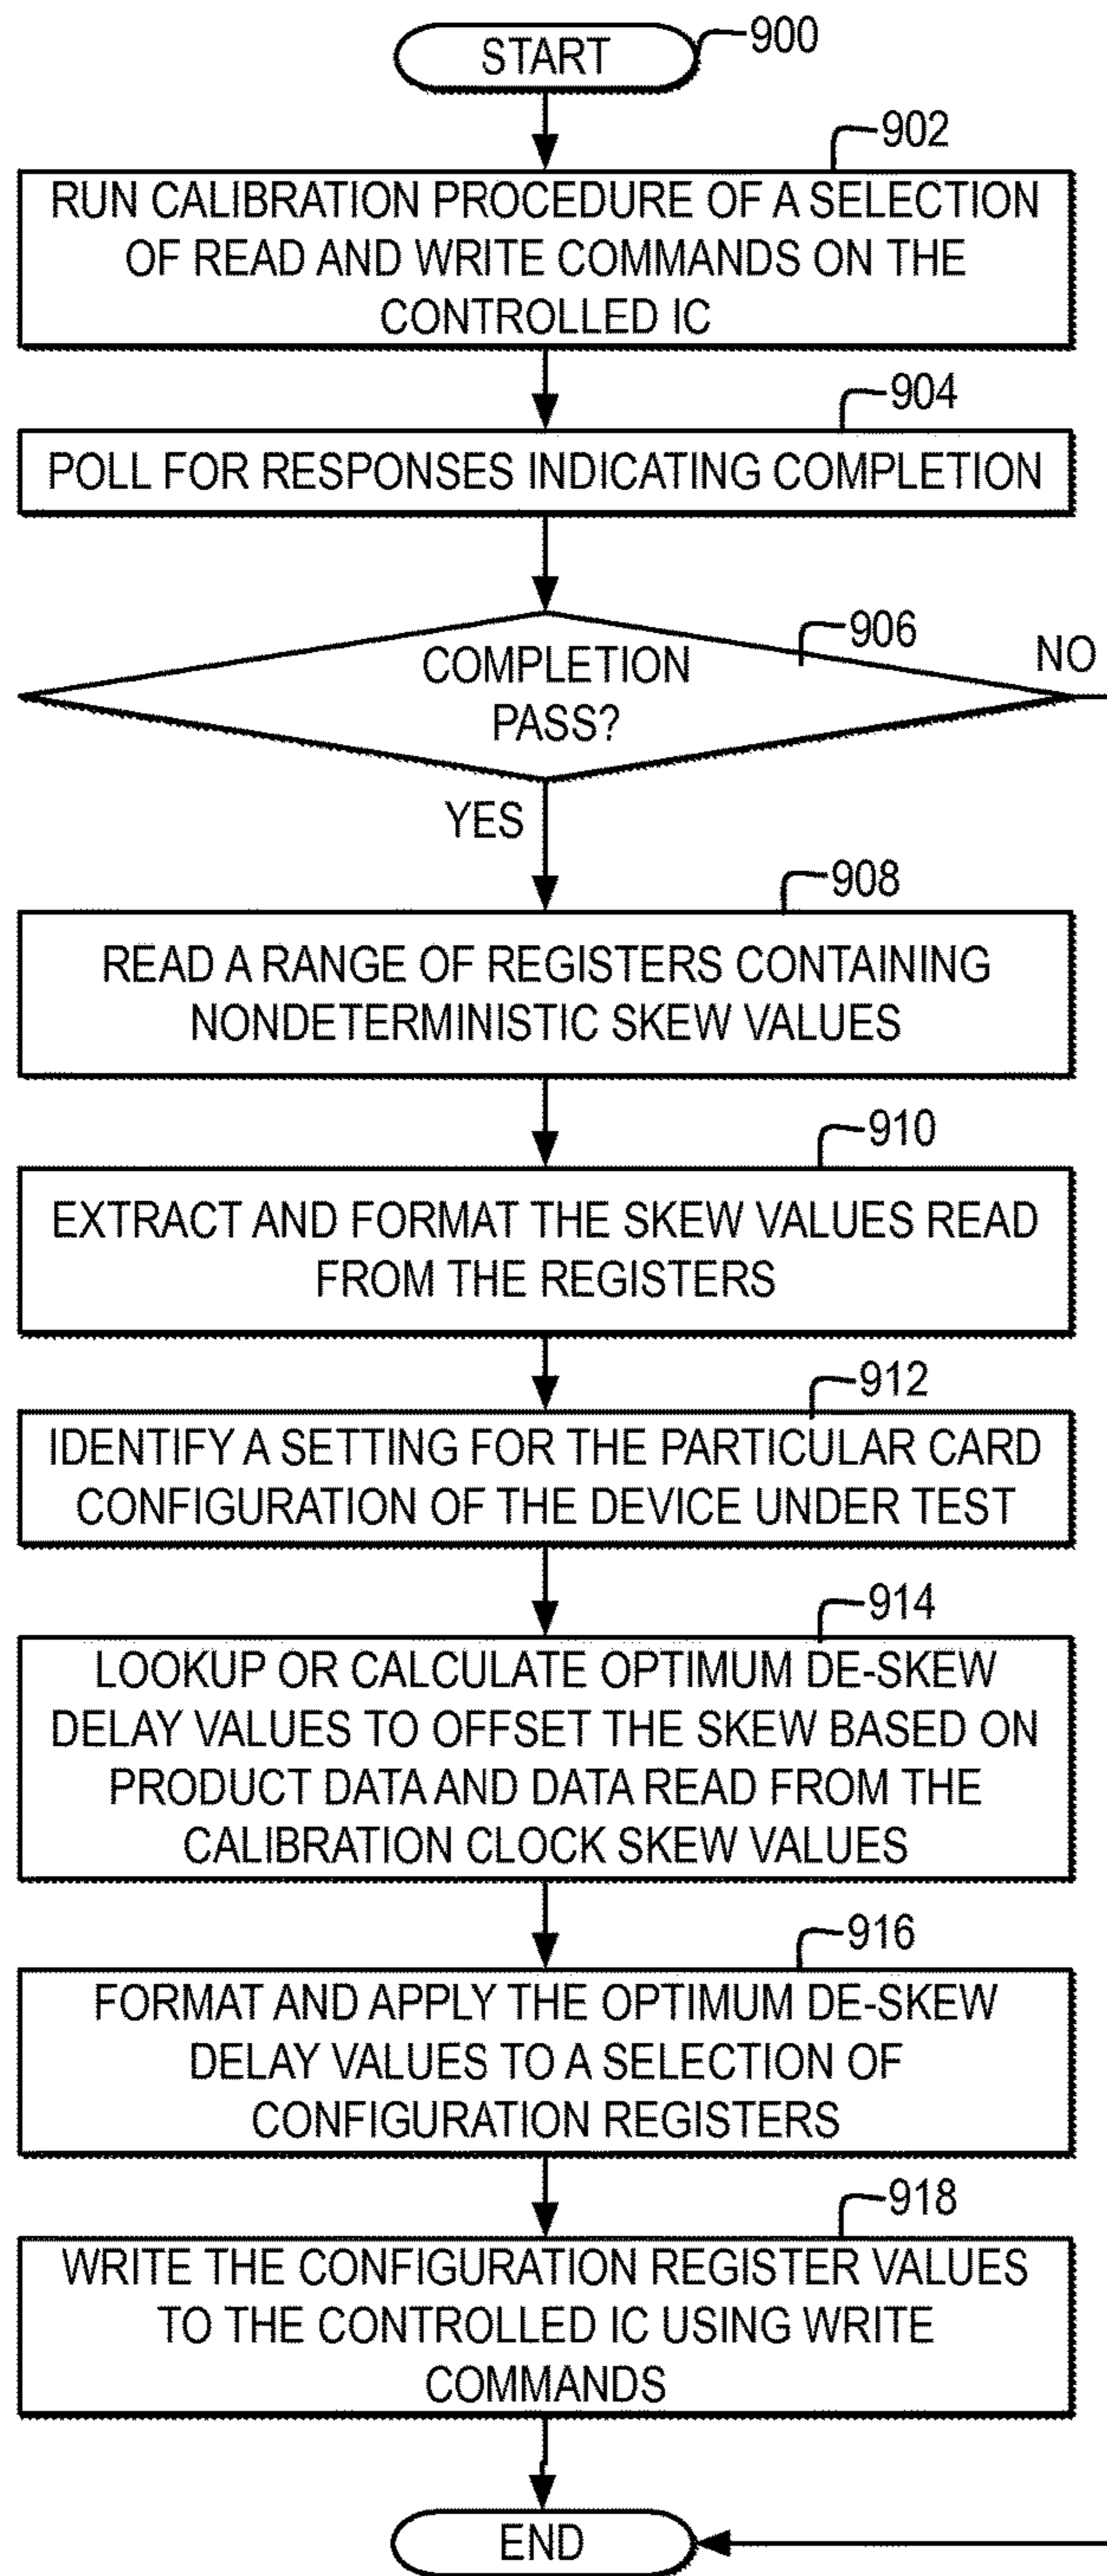 START
900
902
RUN CALIBRATION PROCEDURE OF A SELECTION
OF READ AND WRITE COMMANDS ON THE
CONTROLLED IC
904
POLL FOR RESPONSES INDICATING COMPLETION
906
COMPLETION
PASS?
NO
YES
908
READ A RANGE OF REGISTERS CONTAINING
NONDETERMINISTIC SKEW VALUES
910
EXTRACT AND FORMAT THE SKEW VALUES READ
FROM THE REGISTERS
912
IDENTIFY A SETTING FOR THE PARTICULAR CARD
CONFIGURATION OF THE DEVICE UNDER TEST
914
LOOKUP OR CALCULATE OPTIMUM DE-SKEW
DELAY VALUES TO OFFSET THE SKEW BASED ON
PRODUCT DATA AND DATA READ FROM THE
CALIBRATION CLOCK SKEW VALUES
916
FORMAT AND APPLY THE OPTIMUM DE-SKEW
DELAY VALUES TO A SELECTION OF
CONFIGURATION REGISTERS
918
WRITE THE CONFIGURATION REGISTER VALUES
TO THE CONTROLLED IC USING WRITE
COMMANDS
END